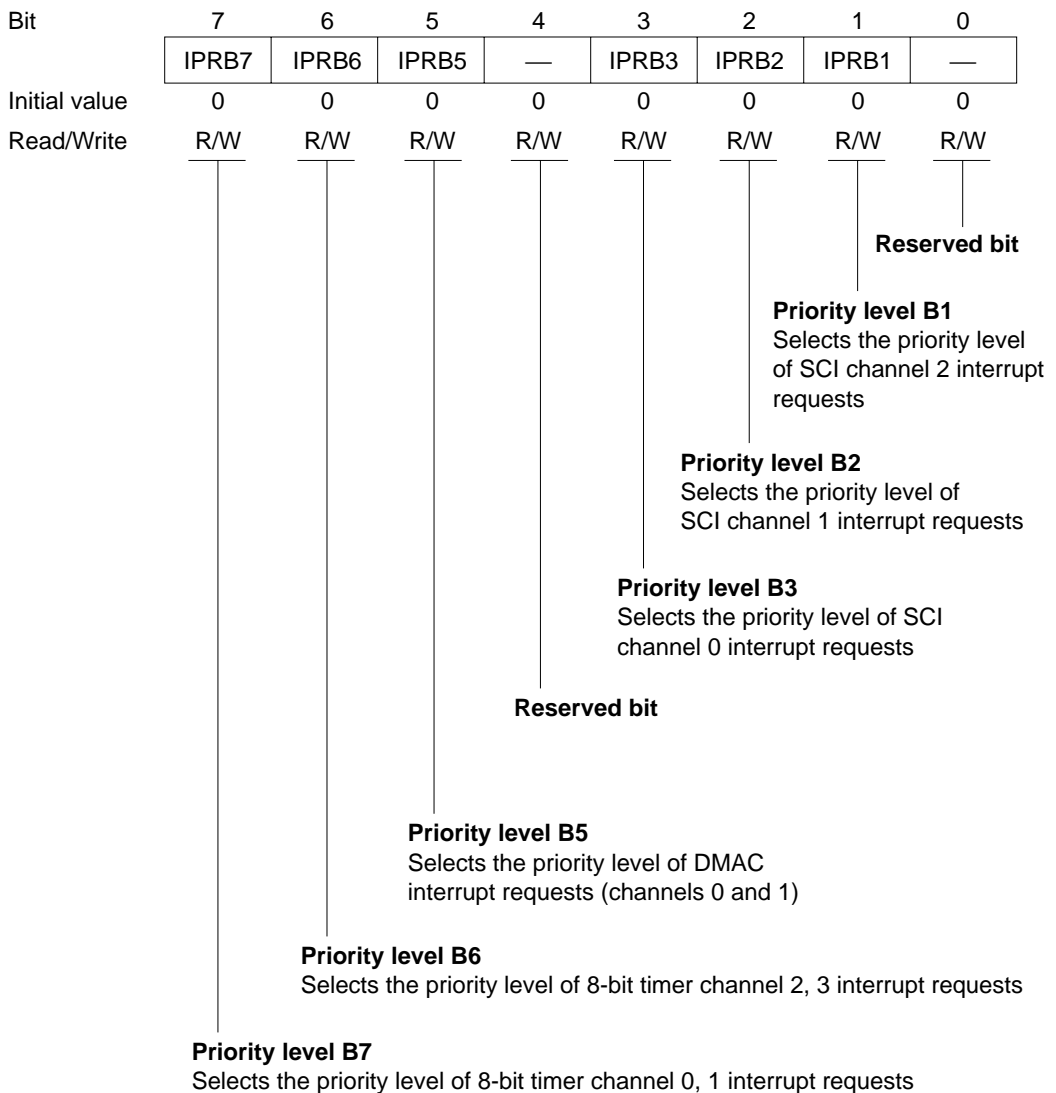 Bit 7 6 5 4 3 2 1 0
IPRB7 IPRB6 IPRB5 — IPRB3 IPRB2 IPRB1 —
Initial value 0 0 0 0 0 0 0 0
Read/Write R/W R/W R/W R/W R/W R/W R/W R/W
Reserved bit
Priority level B1
Selects the priority level
of SCI channel 2 interrupt
requests
Priority level B2
Selects the priority level of
SCI channel 1 interrupt requests
Priority level B3
Selects the priority level of SCI
channel 0 interrupt requests
Reserved bit
Priority level B5
Selects the priority level of DMAC
interrupt requests (channels 0 and 1)
Priority level B6
Selects the priority level of 8-bit timer channel 2, 3 interrupt requests
Priority level B7
Selects the priority level of 8-bit timer channel 0, 1 interrupt requests